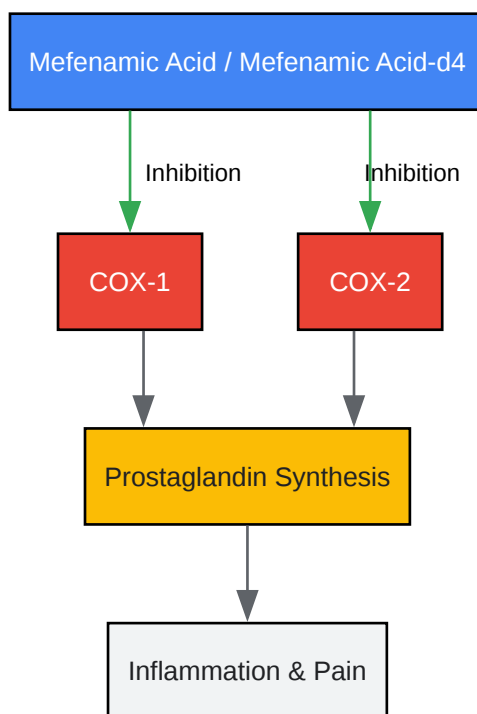 Mefenamic Acid / Mefenamic Acid-d4
Inhibition
Inhibition
COX-1
COX-2
Prostaglandin Synthesis
Inflammation & Pain